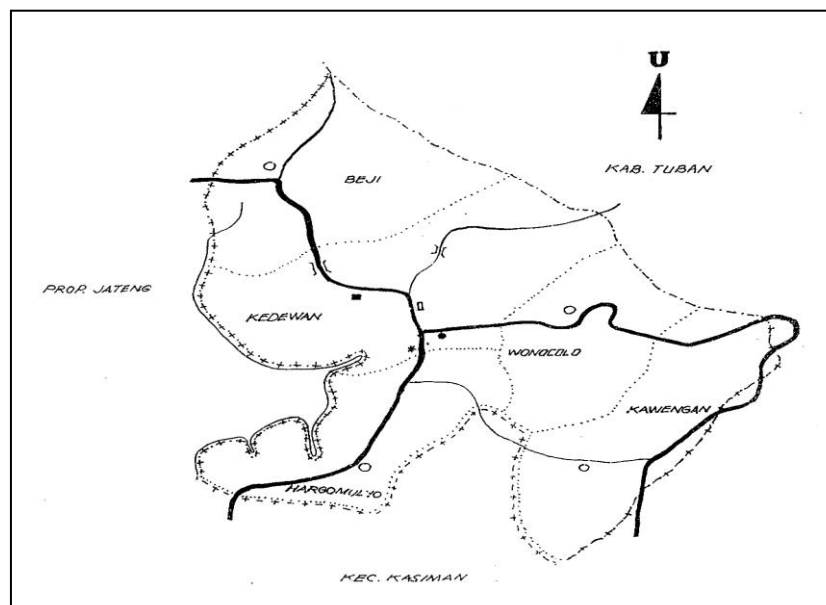 U
KAB. TUBAN
BEJI
PROP. JATENG
KEDEWAN
WONOCOLO
KAWENGAN
HARGOMULYO
KEC. KASIMAN